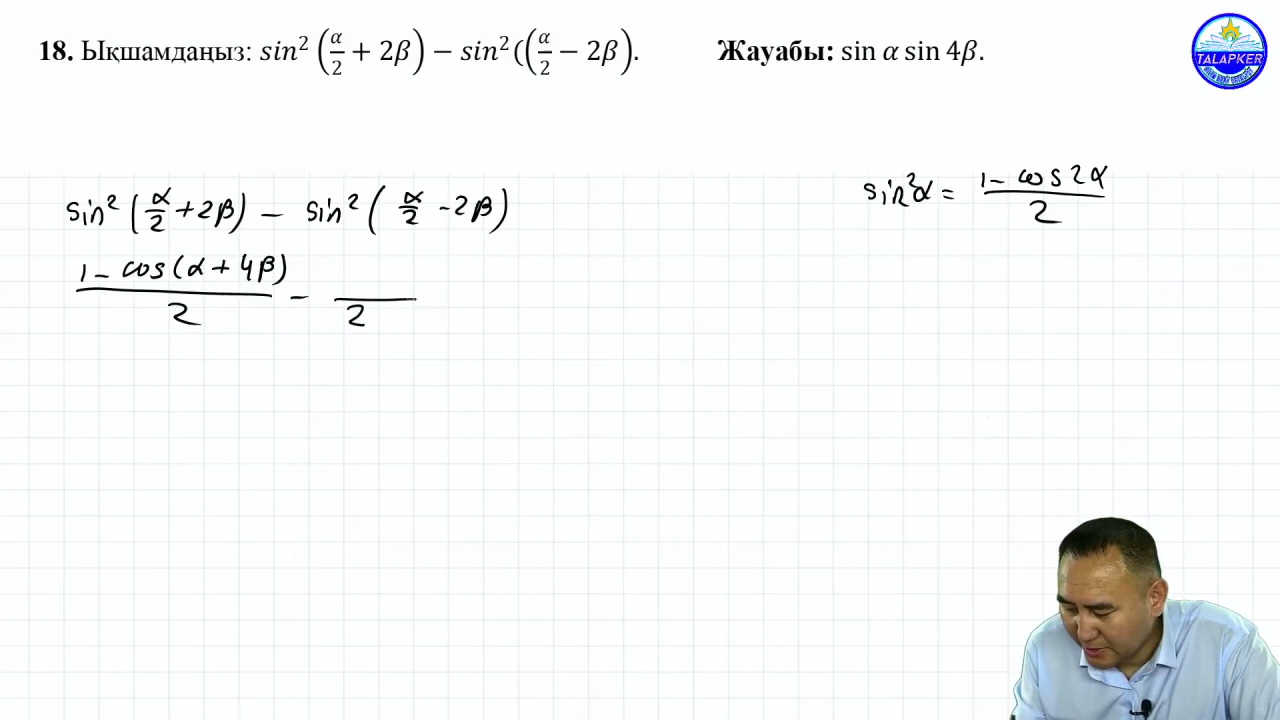 18. Ықшамдаңыз: sin² (α/2 + 2β) − sin²((α/2 − 2β). Жауабы: sin α sin 4β.
TALAPKER
sin² (α/2 + 2β) − sin² (α/2 - 2β)
sin²α = (1 - cos 2α)/2
(1 - cos(α + 4β))/2 - /2